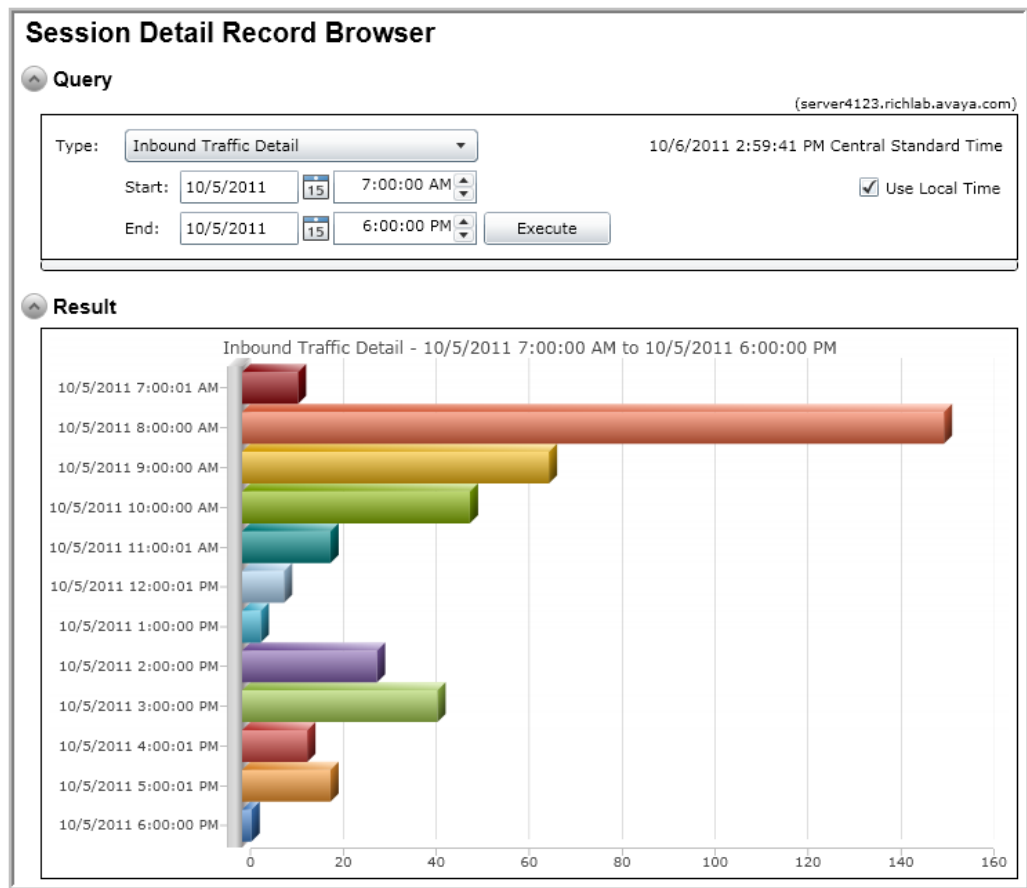 Session Detail Record Browser
Query
(server4123.richlab.avaya.com)
Type: Inbound Traffic Detail 10/6/2011 2:59:41 PM Central Standard Time
Start: 10/5/2011 15 7:00:00 AM Use Local Time
End: 10/5/2011 15 6:00:00 PM Execute
Result
Inbound Traffic Detail - 10/5/2011 7:00:00 AM to 10/5/2011 6:00:00 PM
10/5/2011 7:00:01 AM
10/5/2011 8:00:00 AM
10/5/2011 9:00:00 AM
10/5/2011 10:00:00 AM
10/5/2011 11:00:01 AM
10/5/2011 12:00:01 PM
10/5/2011 1:00:00 PM
10/5/2011 2:00:00 PM
10/5/2011 3:00:00 PM
10/5/2011 4:00:01 PM
10/5/2011 5:00:01 PM
10/5/2011 6:00:00 PM
0 20 40 60 80 100 120 140 160